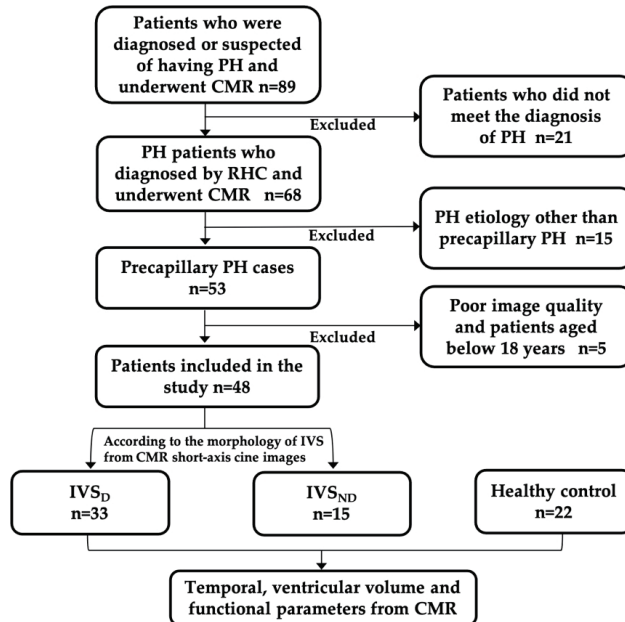 Patients who were
diagnosed or suspected
of having PH and
underwent CMR n=89
Excluded
Patients who did not
meet the diagnosis
of PH n=21
PH patients who
diagnosed by RHC and
underwent CMR n=68
Excluded
PH etiology other than
precapillary PH n=15
Precapillary PH cases
n=53
Excluded
Poor image quality
and patients aged
below 18 years n=5
Patients included in the
study n=48
According to the morphology of IVS
from CMR short-axis cine images
IVSD
n=33
IVSND
n=15
Healthy control
n=22
Temporal, ventricular volume and
functional parameters from CMR